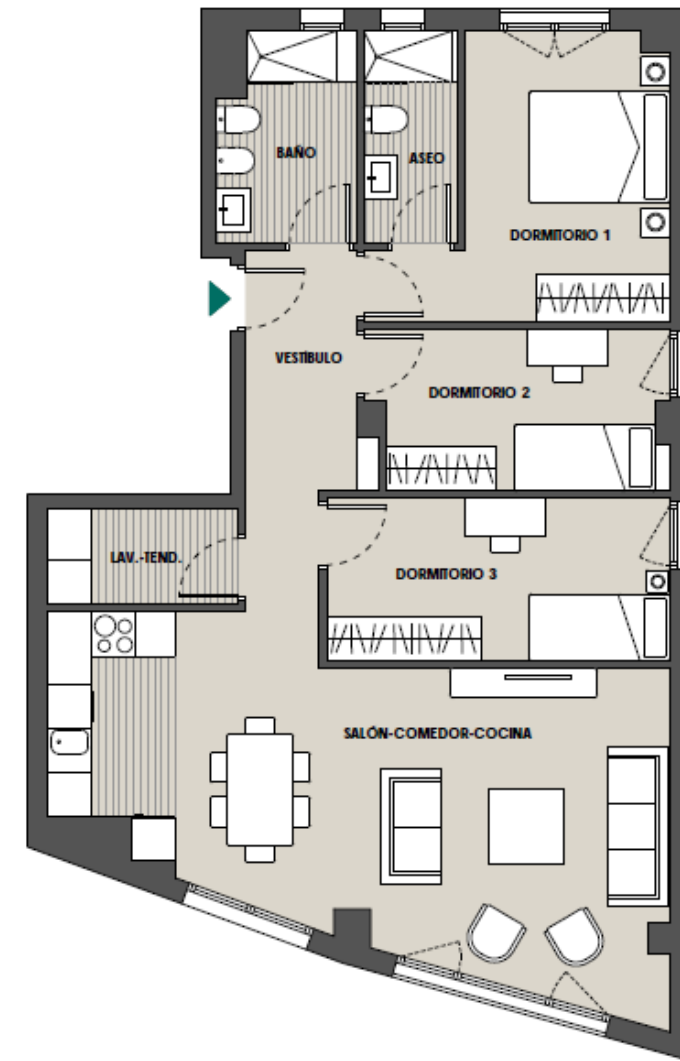 BAÑO
ASEO
DORMITORIO 1
VESTÍBULO
DORMITORIO 2
LAV.-TEND.
DORMITORIO 3
SALÓN-COMEDOR-COCINA